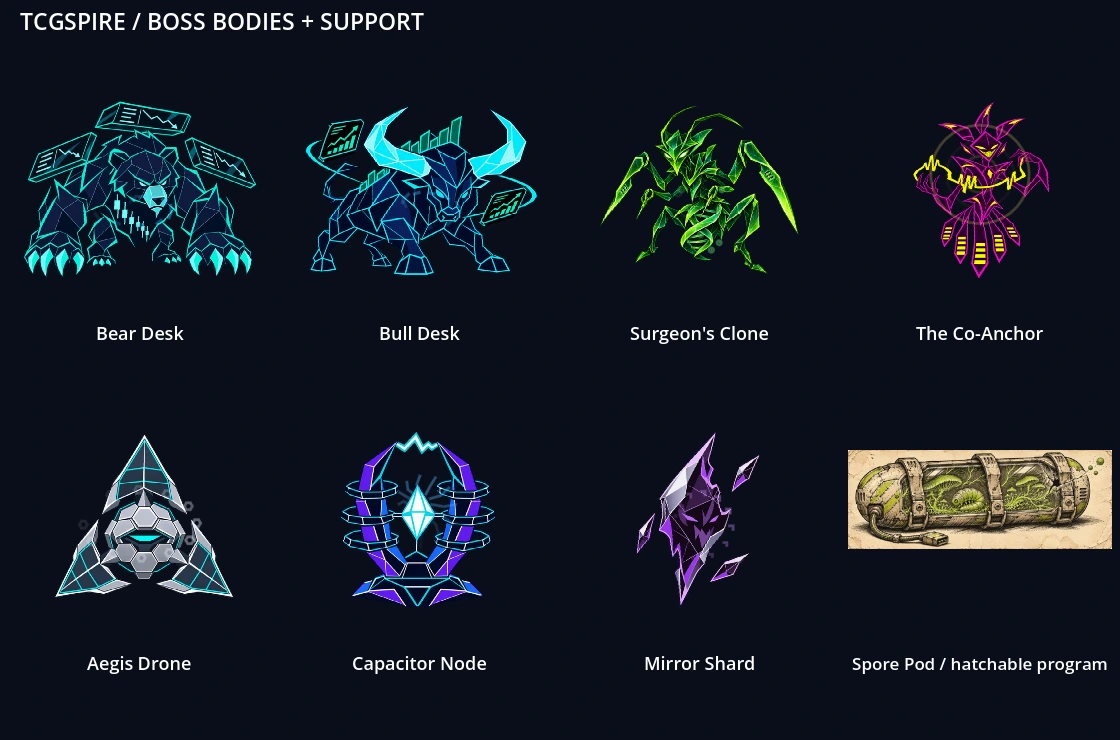 TCGSPIRE / BOSS BODIES + SUPPORT
Bear Desk
Bull Desk
Surgeon's Clone
The Co-Anchor
Aegis Drone
Capacitor Node
Mirror Shard
Spore Pod / hatchable program